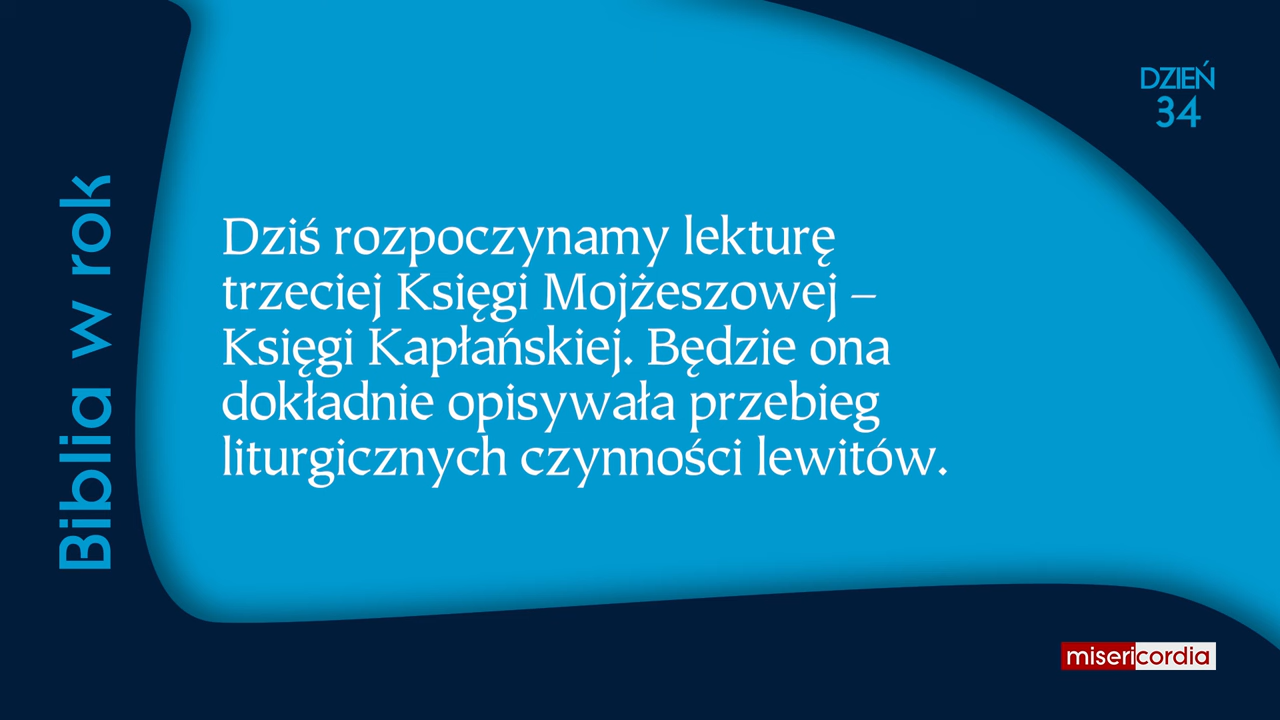 DZIEŃ
34
Biblia w rok
Dziś rozpoczynamy lekturę
trzeciej Księgi Mojżeszowej –
Księgi Kapłańskiej. Będzie ona
dokładnie opisywała przebieg
liturgicznych czynności lewitów.
misericordia